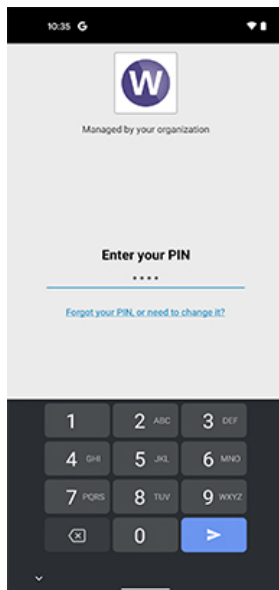 10:35 G
W
Managed by your organization
Enter your PIN
••••
Forgot your PIN, or need to change it?
1
2 ABC
3 DEF
4 GHI
5 JKL
6 MNO
7 PQRS
8 TUV
9 WXYZ
0